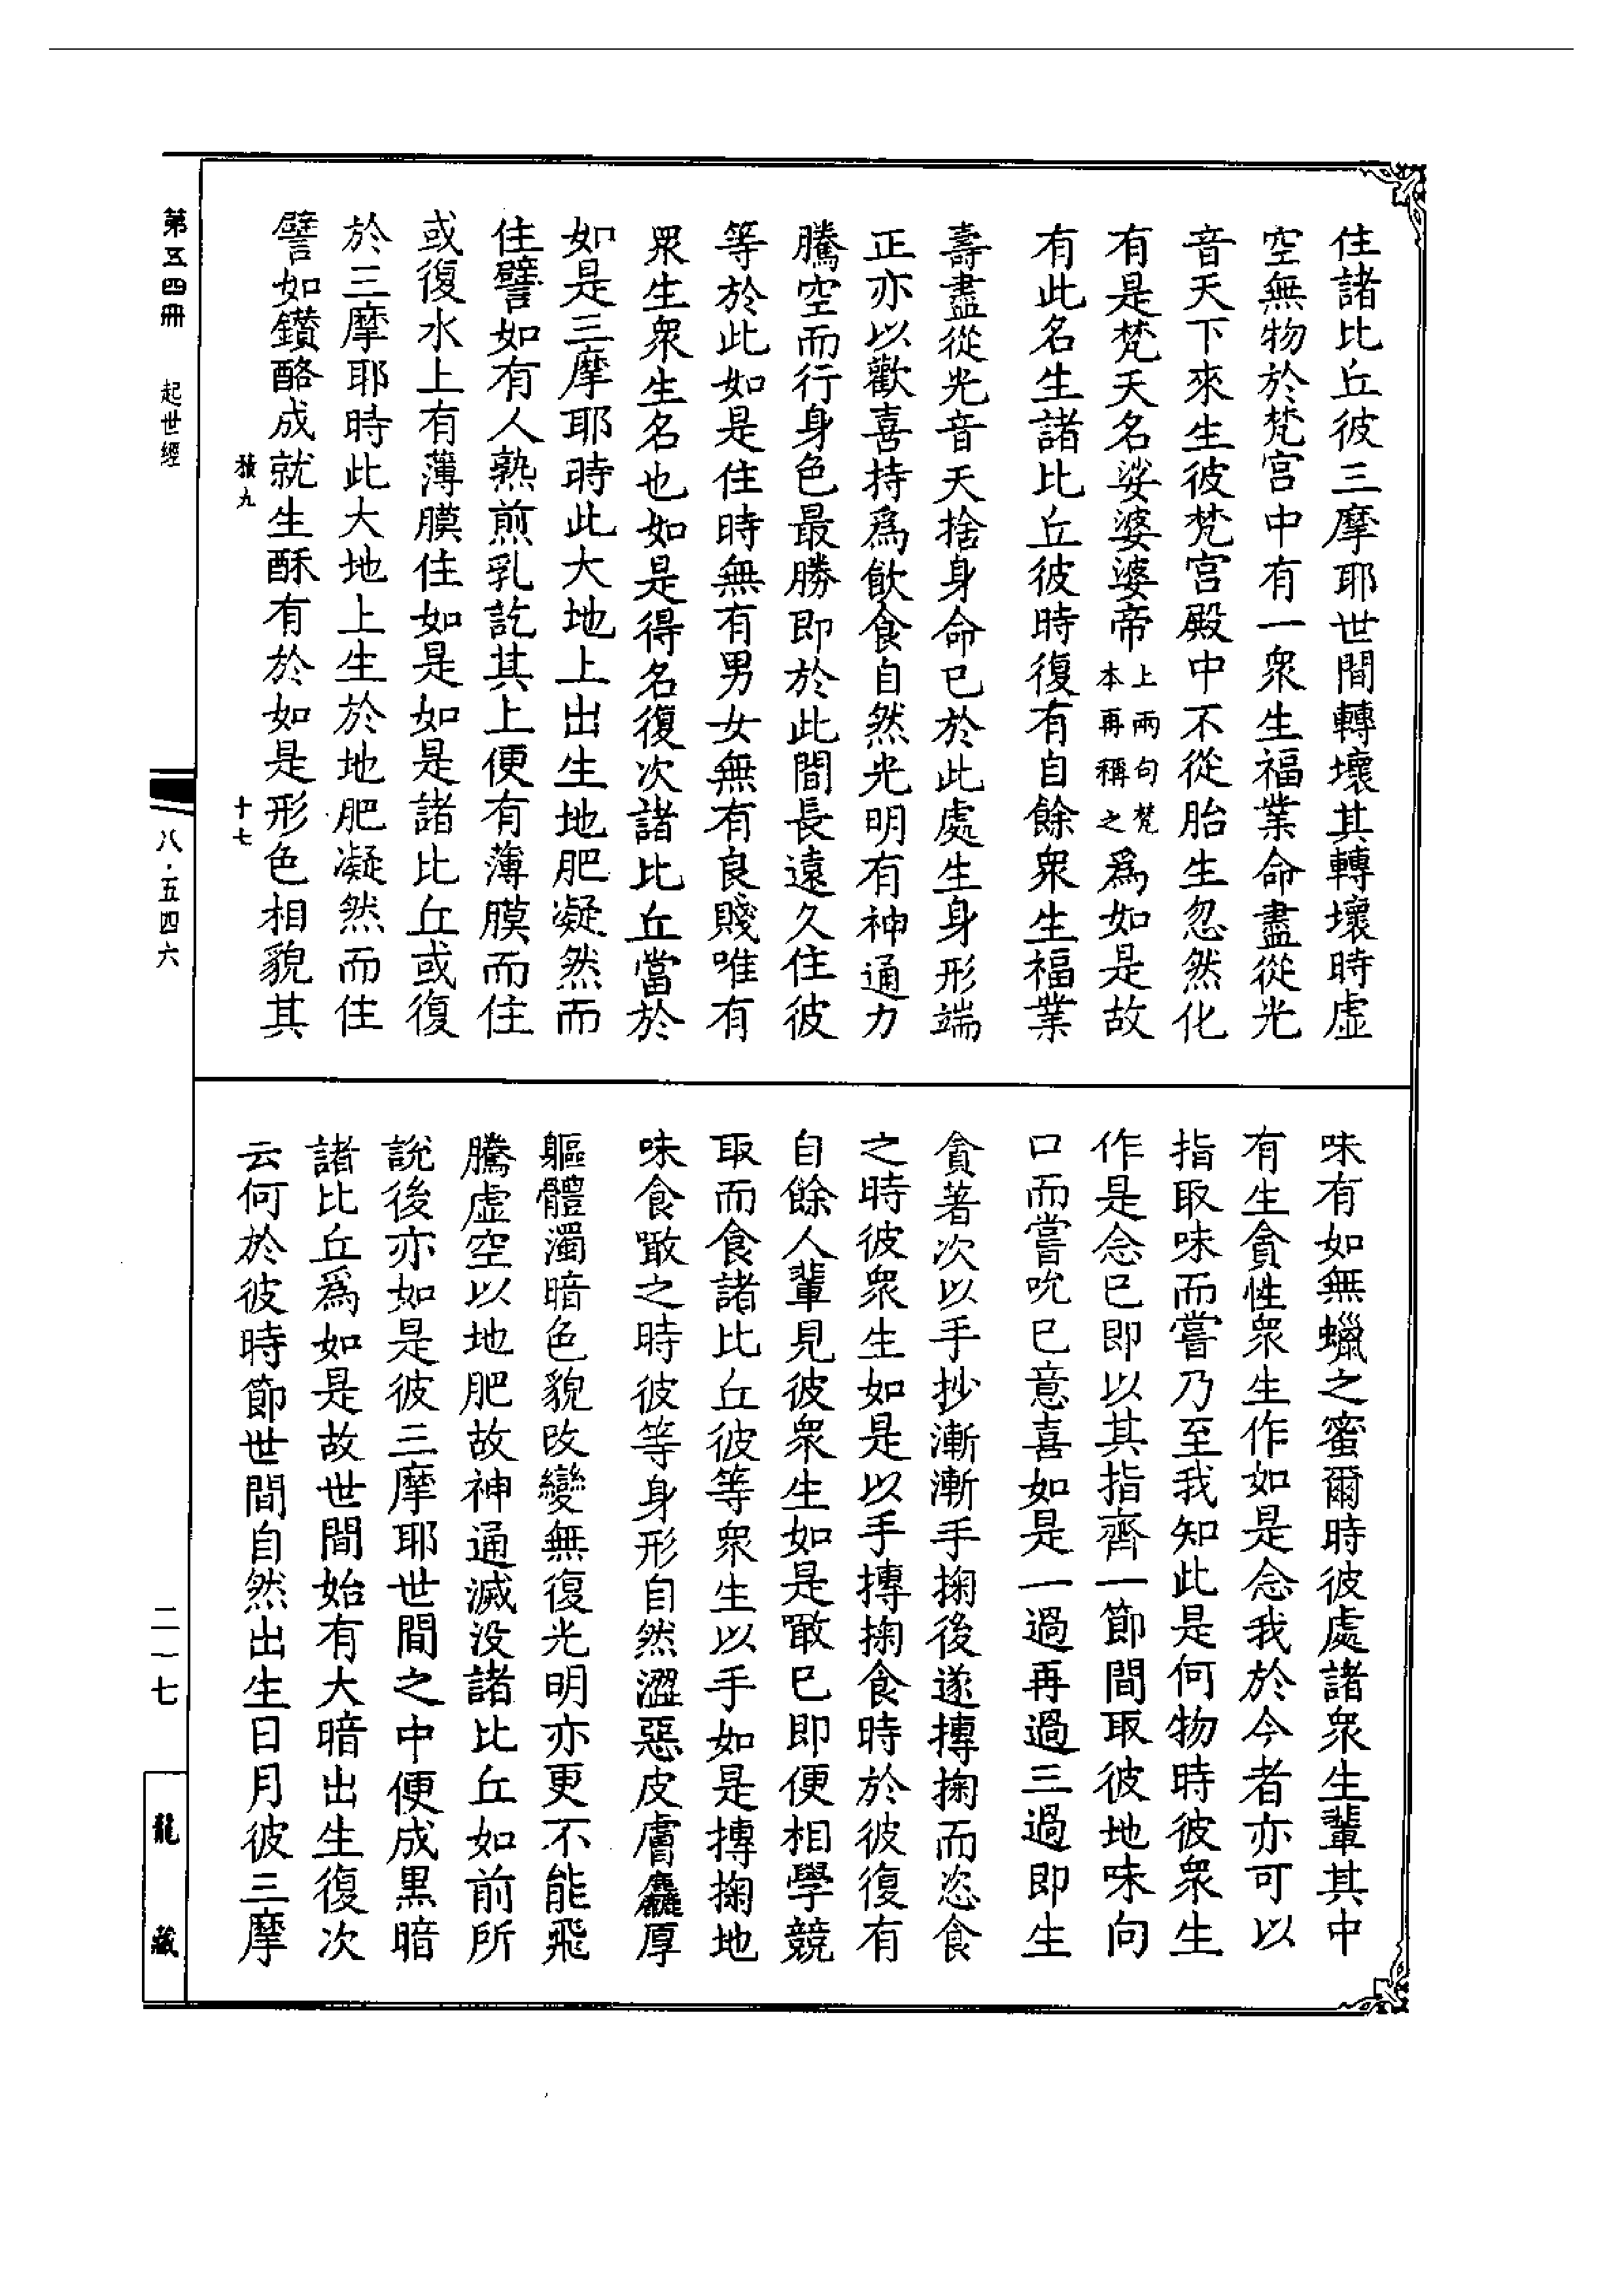 住諸比丘彼三摩耶世間轉壞其轉壞時虛
空無物於梵宮中有一衆生福業命盡從光
音天下來生彼梵宮殿中不從胎生忽然化
有是梵天名娑婆婆帝上兩句梵本再稱之爲如是故
有此名生諸比丘彼時復有自餘衆生福業
壽盡從光音天捨身命已於此處生身形端
正亦以歡喜持爲飲食自然光明有神通力
騰空而行身色最勝即於此間長遠久住彼
等於此如是住時無有男女無有良賤唯有
衆生衆生名也如是得名復次諸比丘當於
如是三摩耶時此大地上出生地肥凝然而
住譬如有人熟煎乳訖其上便有薄膜而住
或復水上有薄膜住如是如是諸比丘或復
於三摩耶時此大地上生於地肥凝然而住
譬如鑽酪成就生酥有於如是形色相貌其
九
十七
味有如無蠟之蜜爾時彼處諸衆生輩其中
有生貪性衆生作如是念我於今者亦可以
指取味而嘗乃至我知此是何物時彼衆生
作是念已即以其指齊一節間取彼地味向
口而嘗吮已意喜如是一過再過三過即生
貪著次以手抄漸漸手掬後遂摶掬而恣食
之時彼衆生如是以手摶掬食時於彼復有
自餘人輩見彼衆生如是噉已即便相學競
取而食諸比丘彼等衆生以手如是摶掬地
味食噉之時彼等身形自然澀惡皮膚麤厚
軀體濁暗色貌改變無復光明亦更不能飛
騰虛空以地肥故神通滅没諸比丘如前所
說後亦如是彼三摩耶世間之中便成黑暗
諸比丘爲如是故世間始有大暗出生復次
云何於彼時節世間自然出生日月彼三摩
第五四冊 起世經
八·五四六
二一七
龍藏